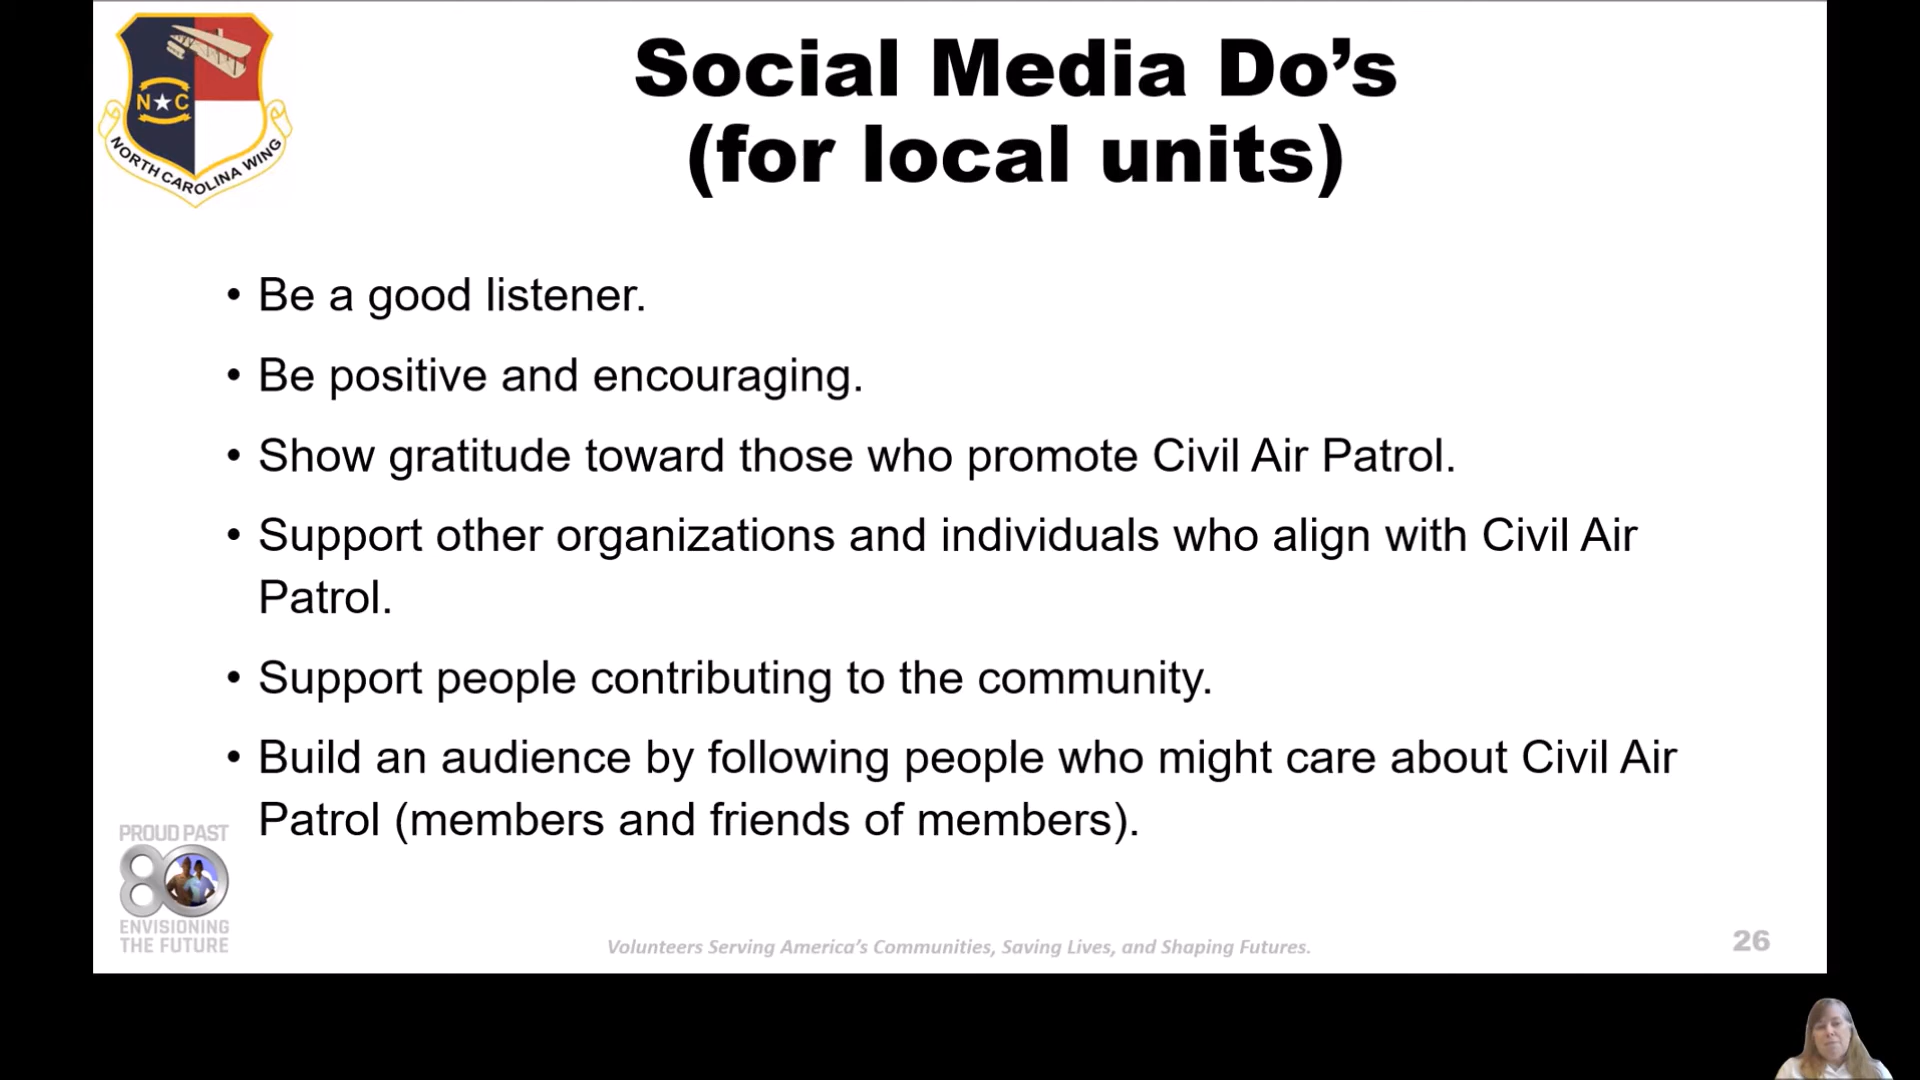 Social Media Do’s
(for local units)
N★C
NORTH CAROLINA WING
• Be a good listener.
• Be positive and encouraging.
• Show gratitude toward those who promote Civil Air Patrol.
• Support other organizations and individuals who align with Civil Air
Patrol.
• Support people contributing to the community.
• Build an audience by following people who might care about Civil Air
Patrol (members and friends of members).
PROUD PAST
80
ENVISIONING
THE FUTURE
Volunteers Serving America’s Communities, Saving Lives, and Shaping Futures.
26